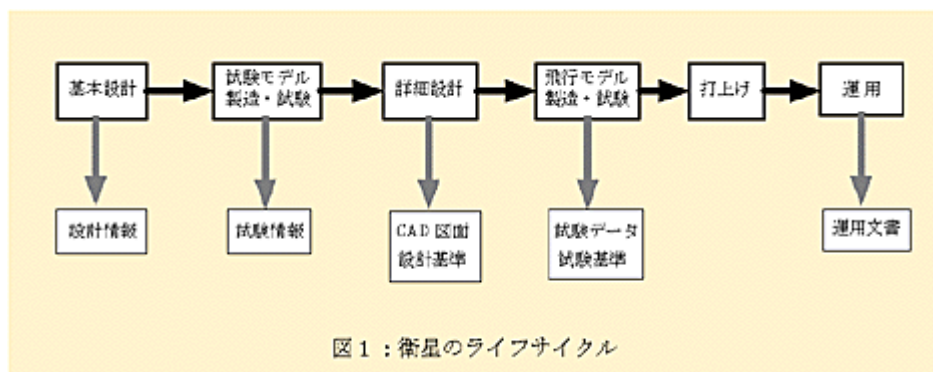 基本設計
試験モデル
製造・試験
詳細設計
飛行モデル
製造・試験
打上げ
運用
設計情報
試験情報
CAD図面
設計基準
試験データ
試験基準
運用文書
図1：衛星のライフサイクル